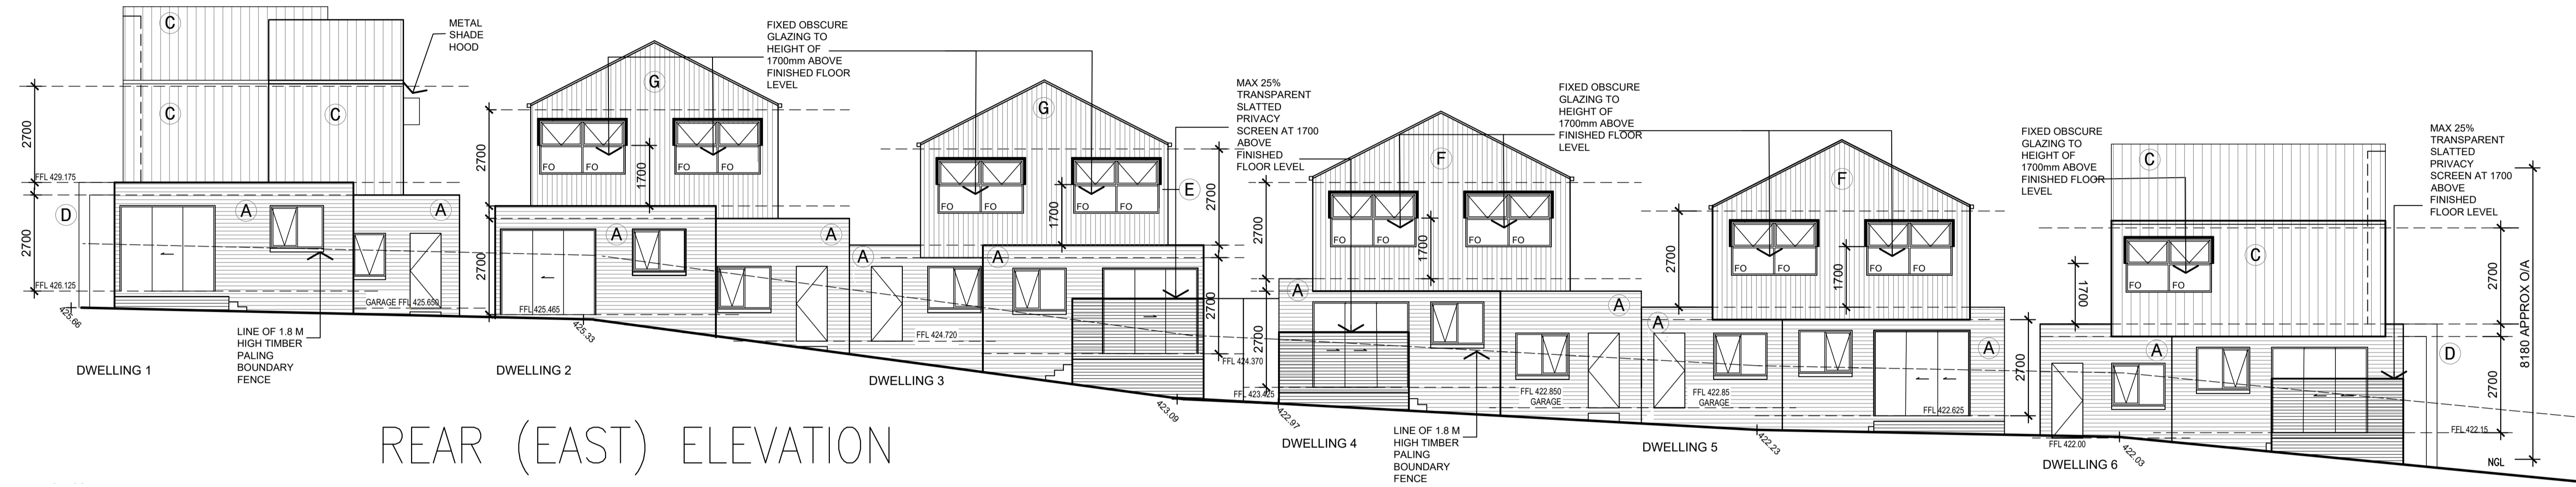 C
METAL
SHADE
HOOD
C
C
2700
FFL 429.175
D
A
A
2700
FFL 426.125
GARAGE FFL 425.650
425.66
LINE OF 1.8 M
HIGH TIMBER
PALING
BOUNDARY
FENCE
DWELLING 1
FIXED OBSCURE
GLAZING TO
HEIGHT OF
1700mm ABOVE
FINISHED FLOOR
LEVEL
G
2700
FO
FO
FO
FO
1700
A
A
2700
FFL 425.465
425.33
DWELLING 2
G
FO
FO
FO
FO
1700
E
2700
A
A
2700
FFL 424.720
FFL 424.370
423.09
DWELLING 3
MAX 25%
TRANSPARENT
SLATTED
PRIVACY
SCREEN AT 1700
ABOVE
FINISHED
FLOOR LEVEL
F
2700
FO
FO
FO
FO
1700
A
A
2700
FFL 423.425
FFL 422.850
GARAGE
422.97
DWELLING 4
LINE OF 1.8 M
HIGH TIMBER
PALING
BOUNDARY
FENCE
FIXED OBSCURE
GLAZING TO
HEIGHT OF
1700mm ABOVE
FINISHED FLOOR
LEVEL
F
2700
FO
FO
FO
FO
1700
A
A
2700
FFL 422.85
GARAGE
FFL 422.625
422.23
DWELLING 5
FIXED OBSCURE
GLAZING TO
HEIGHT OF
1700mm ABOVE
FINISHED FLOOR
LEVEL
C
C
FO
FO
1700
A
D
2700
2700
8180 APPROX O/A
FFL 422.00
FFL 422.15
422.03
NGL
DWELLING 6
MAX 25%
TRANSPARENT
SLATTED
PRIVACY
SCREEN AT 1700
ABOVE
FINISHED
FLOOR LEVEL
REAR (EAST) ELEVATION